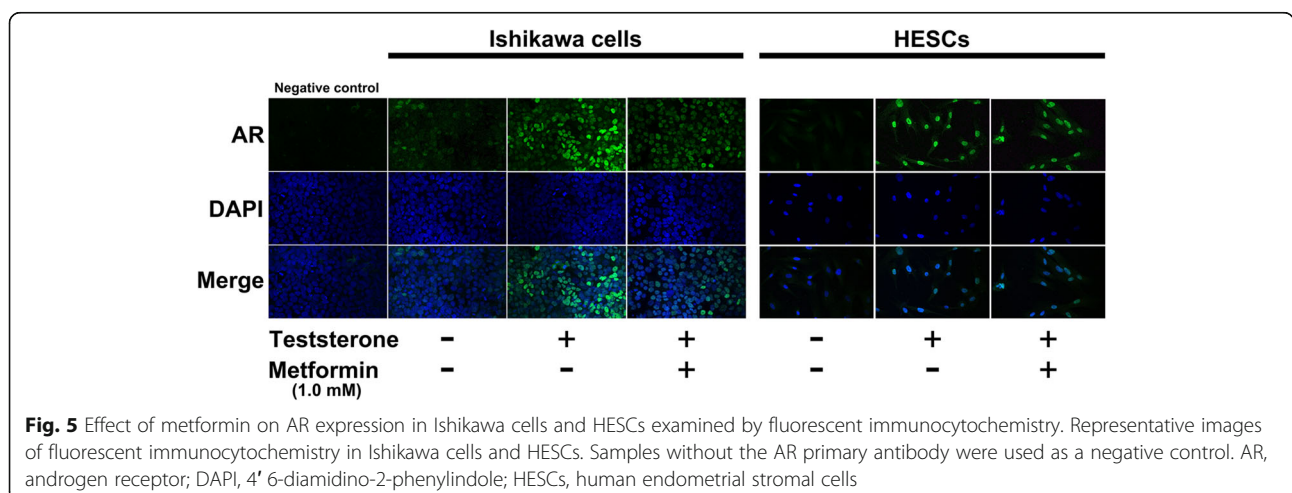 Ishikawa cells
HESCs
Negative control
AR
DAPI
Merge
Teststerone - + + - + +
Metformin - - + - - +
(1.0 mM)
Fig. 5 Effect of metformin on AR expression in Ishikawa cells and HESCs examined by fluorescent immunocytochemistry. Representative images
of fluorescent immunocytochemistry in Ishikawa cells and HESCs. Samples without the AR primary antibody were used as a negative control. AR,
androgen receptor; DAPI, 4′ 6-diamidino-2-phenylindole; HESCs, human endometrial stromal cells